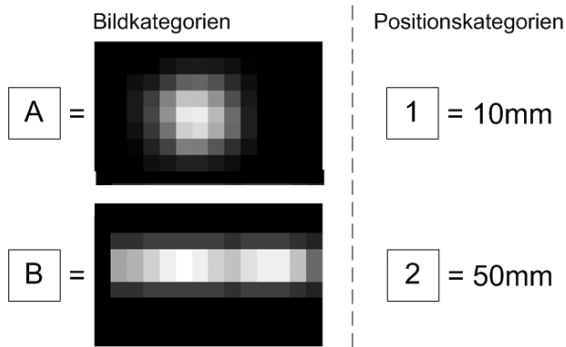 Bildkategorien Positionskategorien
A = 1 = 10mm
B = 2 = 50mm